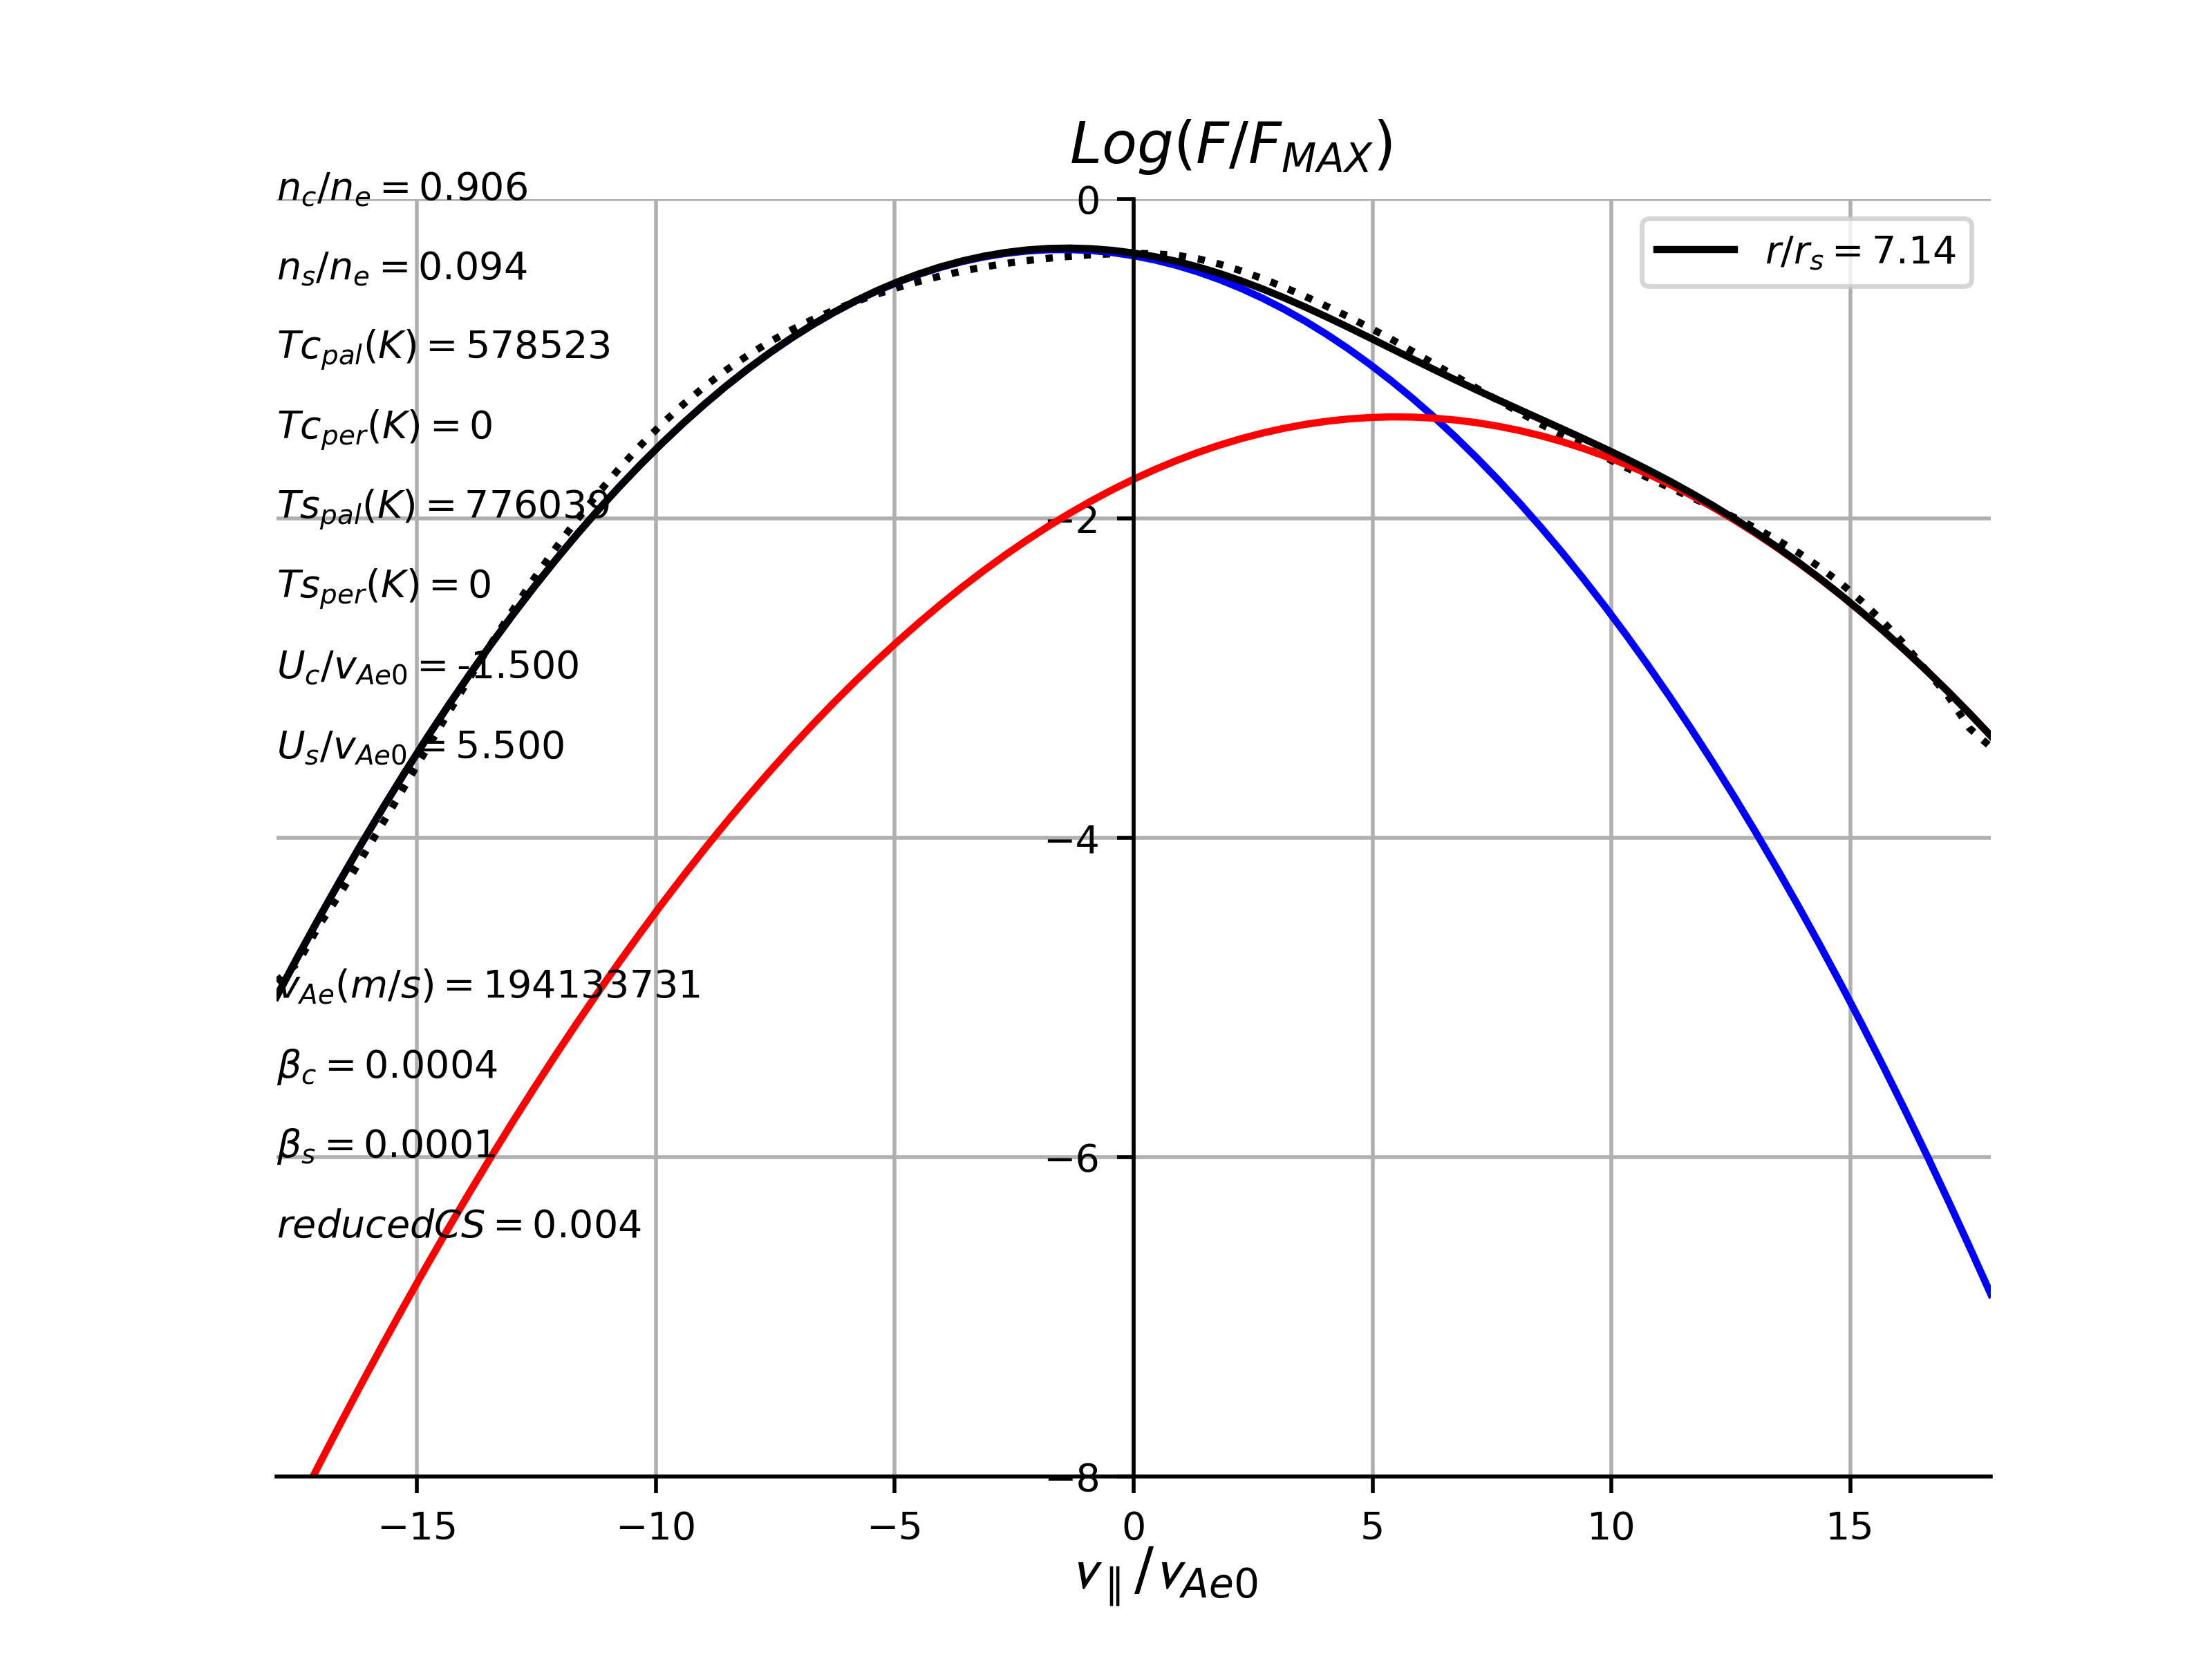 Log(F/F_MAX)
n_c/n_e = 0.906
0
r/r_s = 7.14
n_s/n_e = 0.094
Tc_pal(K) = 578523
Tc_per(K) = 0
Ts_pal(K) = 776039
−2
Ts_per(K) = 0
U_c/v_Ae0 = -1.500
U_s/v_Ae0 = 5.500
−4
v_Ae(m/s) = 194133731
β_c = 0.0004
β_s = 0.0001
−6
reducedCS = 0.004
−8
−15 −10 −5 0 5 10 15
v_∥/v_Ae0